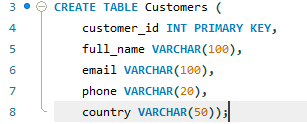 3 CREATE TABLE Customers (
4 customer_id INT PRIMARY KEY,
5 full_name VARCHAR(100),
6 email VARCHAR(100),
7 phone VARCHAR(20),
8 country VARCHAR(50));